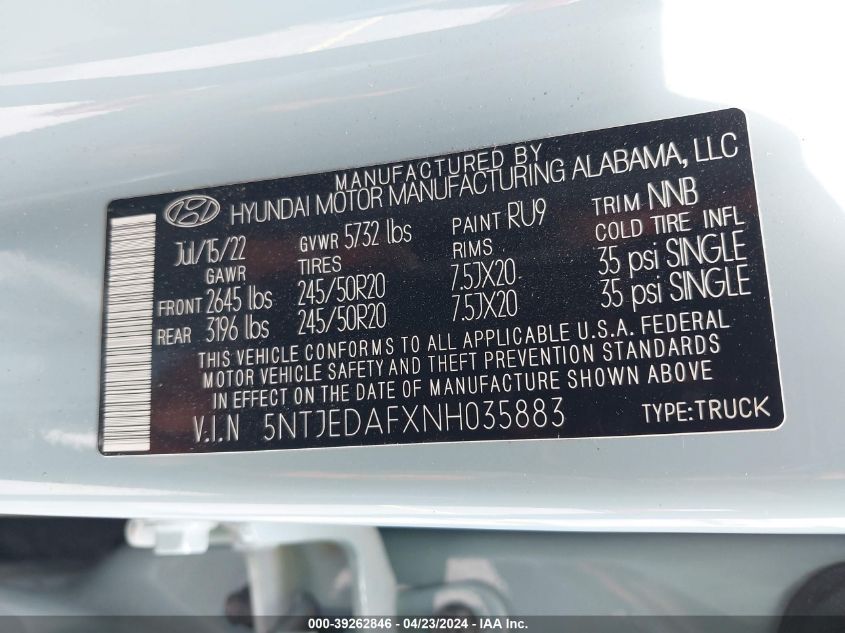 MANUFACTURED BY
HYUNDAI MOTOR MANUFACTURING ALABAMA, LLC
Jul/15/22 GVWR 5732 lbs PAINT RU9 TRIM NNB
GAWR TIRES RIMS COLD TIRE INFL
FRONT 2645 lbs 245/50R20 7.5JX20 35 psi SINGLE
REAR 3196 lbs 245/50R20 7.5JX20 35 psi SINGLE
THIS VEHICLE CONFORMS TO ALL APPLICABLE U.S.A. FEDERAL
MOTOR VEHICLE SAFETY AND THEFT PREVENTION STANDARDS
IN EFFECT ON THE DATE OF MANUFACTURE SHOWN ABOVE
V.I.N 5NTJEDAFXNH035883 TYPE:TRUCK
000-39262846 - 04/23/2024 - IAA Inc.